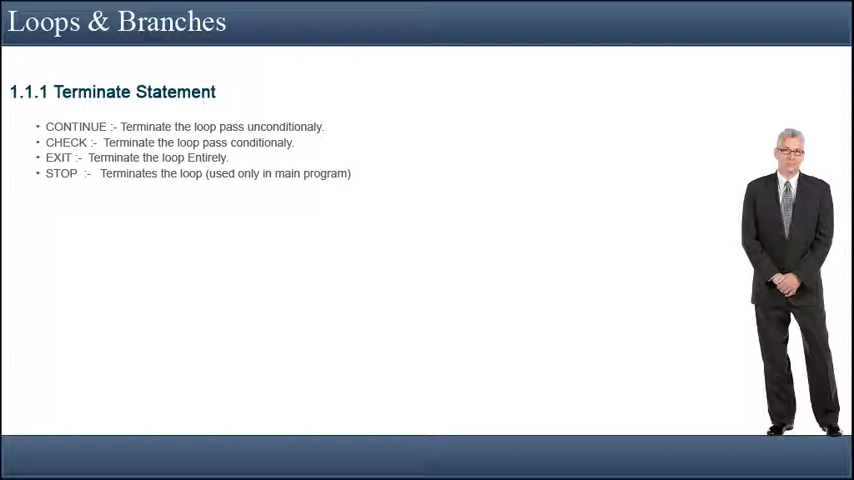 Loops & Branches
1.1.1 Terminate Statement
• CONTINUE :- Terminate the loop pass unconditionaly.
• CHECK :- Terminate the loop pass conditionaly.
• EXIT :- Terminate the loop Entirely.
• STOP :- Terminates the loop (used only in main program)